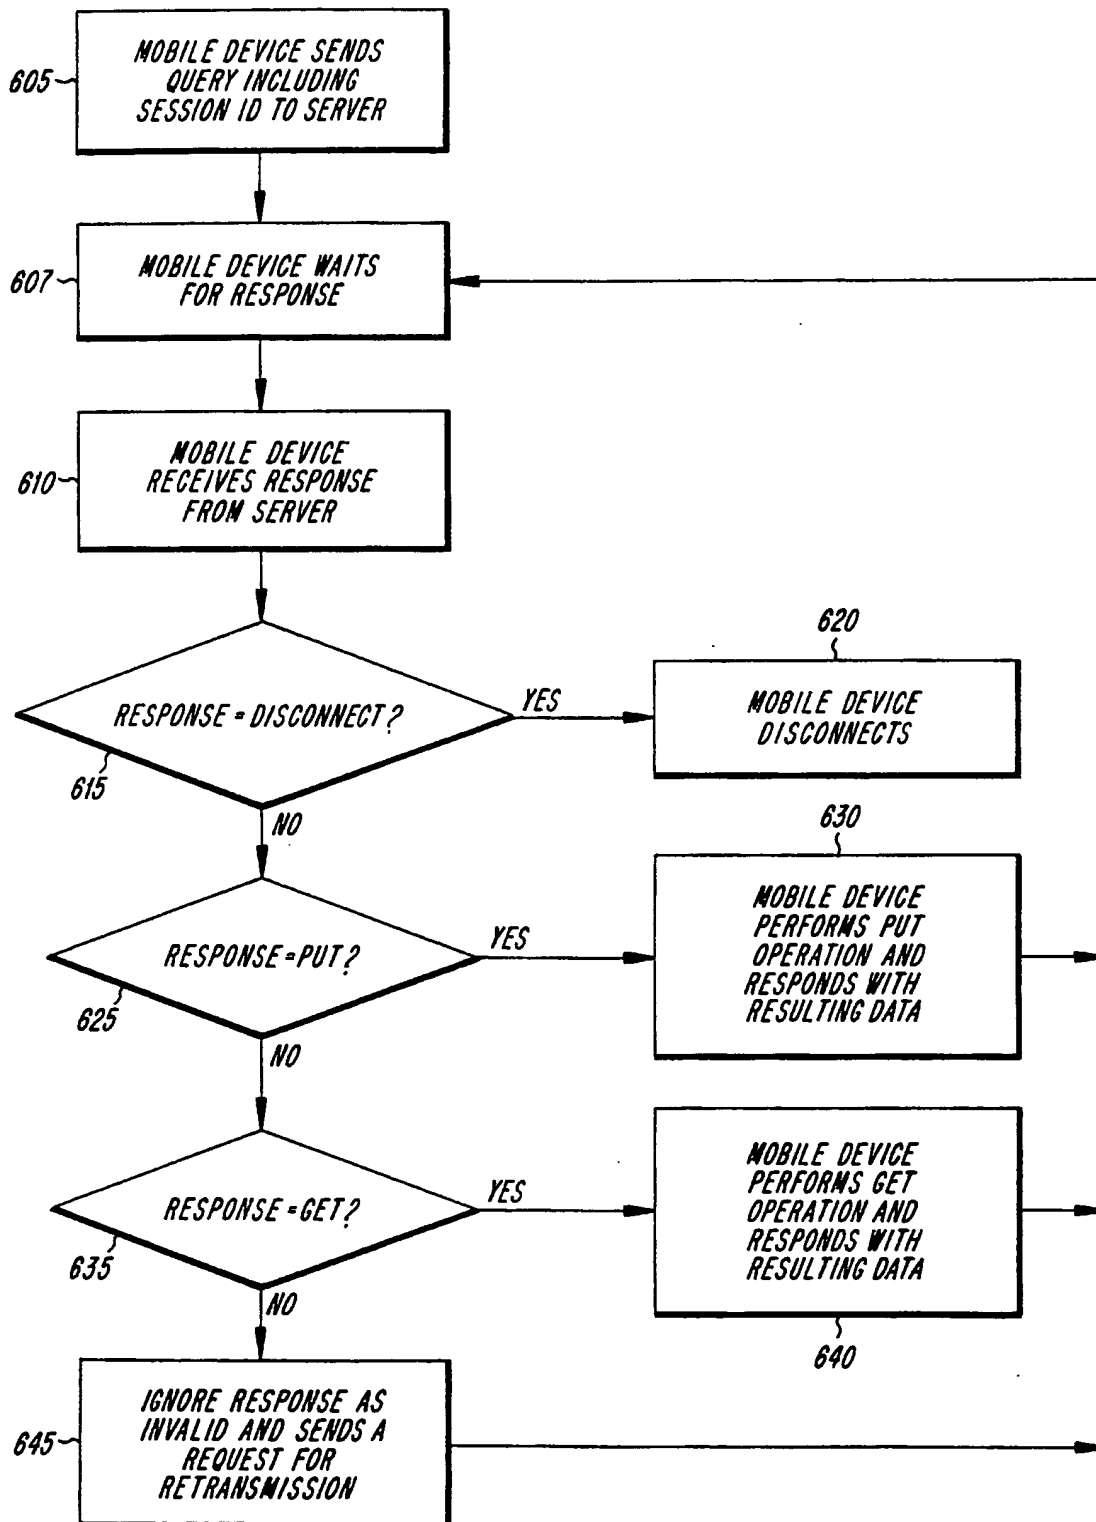 MOBILE DEVICE SENDS
QUERY INCLUDING
SESSION ID TO SERVER
605
MOBILE DEVICE WAITS
FOR RESPONSE
607
MOBILE DEVICE
RECEIVES RESPONSE
FROM SERVER
610
RESPONSE = DISCONNECT?
615
YES
620
MOBILE DEVICE
DISCONNECTS
NO
RESPONSE=PUT?
625
YES
630
MOBILE DEVICE
PERFORMS PUT
OPERATION AND
RESPONDS WITH
RESULTING DATA
NO
RESPONSE=GET?
635
YES
MOBILE DEVICE
PERFORMS GET
OPERATION AND
RESPONDS WITH
RESULTING DATA
640
NO
IGNORE RESPONSE AS
INVALID AND SENDS A
REQUEST FOR
RETRANSMISSION
645